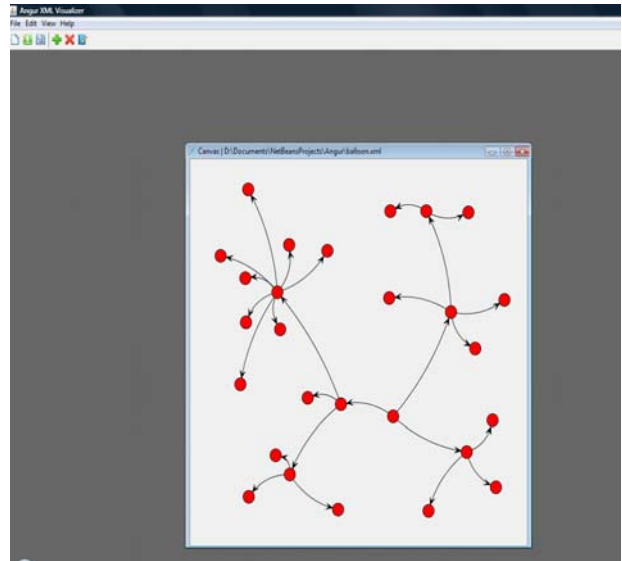 Angur XML Visualizer
File Edit View Help
Canvas | D:\Documents\NetBeansProjects\Angur\balloon.xml